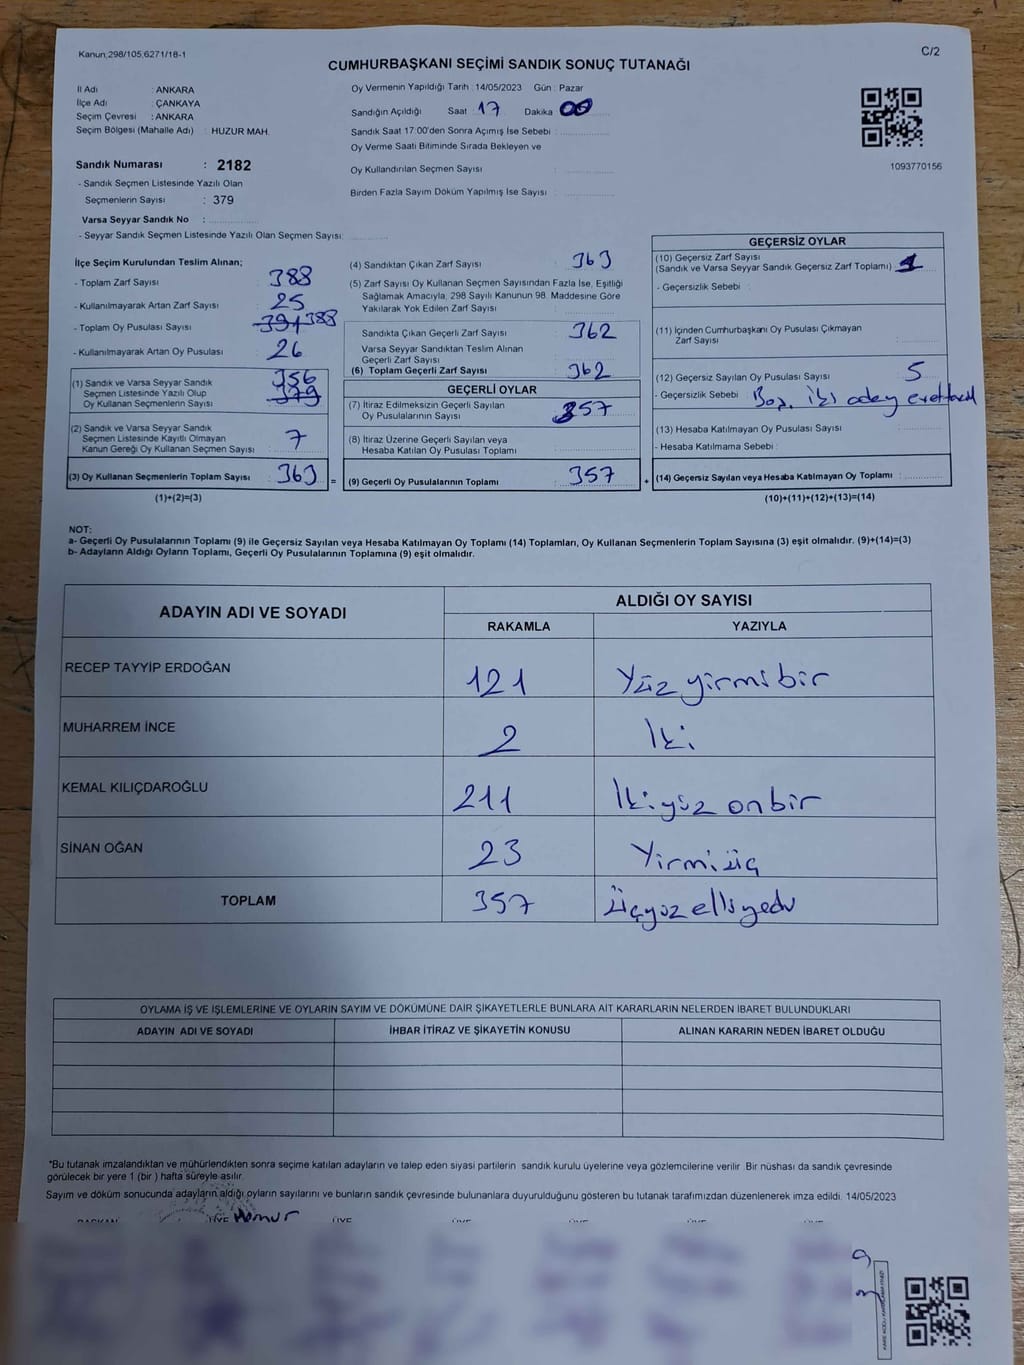 Kanun,298/105,6271/18-1
C/2
CUMHURBAŞKANI SEÇİMİ SANDIK SONUÇ TUTANAĞI
İl Adı : ANKARA
İlçe Adı : ÇANKAYA
Seçim Çevresi : ANKARA
Seçim Bölgesi (Mahalle Adı) : HUZUR MAH.
Sandık Numarası : 2182
- Sandık Seçmen Listesinde Yazılı Olan
Seçmenlerin Sayısı : 379
Varsa Seyyar Sandık No :
- Seyyar Sandık Seçmen Listesinde Yazılı Olan Seçmen Sayısı:
Oy Vermenin Yapıldığı Tarih : 14/05/2023 Gün : Pazar
Sandığın Açıldığı Saat : 17 Dakika : 00
Sandık Saat 17:00'den Sonra Açımış İse Sebebi :
Oy Verme Saati Bitiminde Sırada Bekleyen ve
Oy Kullandırılan Seçmen Sayısı :
Birden Fazla Sayım Döküm Yapılmış İse Sayısı :
1093770156
İlçe Seçim Kurulundan Teslim Alınan;
- Toplam Zarf Sayısı : 388
- Kullanılmayarak Artan Zarf Sayısı : 25
- Toplam Oy Pusulası Sayısı : 391 388
- Kullanılmayarak Artan Oy Pusulası : 26
(1) Sandık ve Varsa Seyyar Sandık
Seçmen Listesinde Yazılı Olup
Oy Kullanan Seçmenlerin Sayısı : 356
379
(2) Sandık ve Varsa Seyyar Sandık
Seçmen Listesinde Kayıtlı Olmayan
Kanun Gereği Oy Kullanan Seçmen Sayısı : 7
(3) Oy Kullanan Seçmenlerin Toplam Sayısı : 363 =
(1)+(2)=(3)
(4) Sandıktan Çıkan Zarf Sayısı : 363
(5) Zarf Sayısı Oy Kullanan Seçmen Sayısından Fazla İse, Eşitliği
Sağlamak Amacıyla, 298 Sayılı Kanunun 98. Maddesine Göre
Yakılarak Yok Edilen Zarf Sayısı :
Sandıkta Çıkan Geçerli Zarf Sayısı : 362
Varsa Seyyar Sandıktan Teslim Alınan
Geçerli Zarf Sayısı :
(6) Toplam Geçerli Zarf Sayısı : 362
GEÇERLİ OYLAR
(7) İtiraz Edilmeksizin Geçerli Sayılan
Oy Pusulalarının Sayısı : 357
(8) İtiraz Üzerine Geçerli Sayılan veya
Hesaba Katılan Oy Pusulası Toplamı :
(9) Geçerli Oy Pusulalarının Toplamı : 357 +
GEÇERSİZ OYLAR
(10) Geçersiz Zarf Sayısı
(Sandık ve Varsa Seyyar Sandık Geçersiz Zarf Toplamı) : 1
- Geçersizlik Sebebi :
(11) İçinden Cumhurbaşkanı Oy Pusulası Çıkmayan
Zarf Sayısı :
(12) Geçersiz Sayılan Oy Pusulası Sayısı : 5
- Geçersizlik Sebebi : Boş, iki aday
(13) Hesaba Katılmayan Oy Pusulası Sayısı :
- Hesaba Katılmama Sebebi :
(14) Geçersiz Sayılan veya Hesaba Katılmayan Oy Toplamı :
(10)+(11)+(12)+(13)=(14)
NOT:
a- Geçerli Oy Pusulalarının Toplamı (9) ile Geçersiz Sayılan veya Hesaba Katılmayan Oy Toplamı (14) Toplamları, Oy Kullanan Seçmenlerin Toplam Sayısına (3) eşit olmalıdır. (9)+(14)=(3)
b- Adayların Aldığı Oyların Toplamı, Geçerli Oy Pusulalarının Toplamına (9) eşit olmalıdır.
ADAYIN ADI VE SOYADI ALDIĞI OY SAYISI
RAKAMLA YAZIYLA
RECEP TAYYİP ERDOĞAN 121 Yüz yirmi bir
MUHARREM İNCE 2 İki
KEMAL KILIÇDAROĞLU 211 İkiyüz onbir
SİNAN OĞAN 23 Yirmi üç
TOPLAM 357 Üçyüz elli yedi
OYLAMA İŞ VE İŞLEMLERİNE VE OYLARIN SAYIM VE DÖKÜMÜNE DAİR ŞİKAYETLERLE BUNLARA AİT KARARLARIN NELERDEN İBARET BULUNDUKLARI
ADAYIN ADI VE SOYADI İHBAR İTİRAZ VE ŞİKAYETİN KONUSU ALINAN KARARIN NEDEN İBARET OLDUĞU
*Bu tutanak imzalandıktan ve mühürlendikten sonra seçime katılan adayların ve talep eden siyasi partilerin sandık kurulu üyelerine veya gözlemcilerine verilir. Bir nüshası da sandık çevresinde
görülecek bir yere 1 (bir) hafta süreyle asılır.
Sayım ve döküm sonucunda adayların aldığı oyların sayılarını ve bunların sandık çevresinde bulunanlara duyurulduğunu gösteren bu tutanak tarafımızdan düzenlenerek imza edildi. 14/05/2023
BAŞKAN ÜYE Memur ÜYE ÜYE ÜYE ÜYE ÜYE